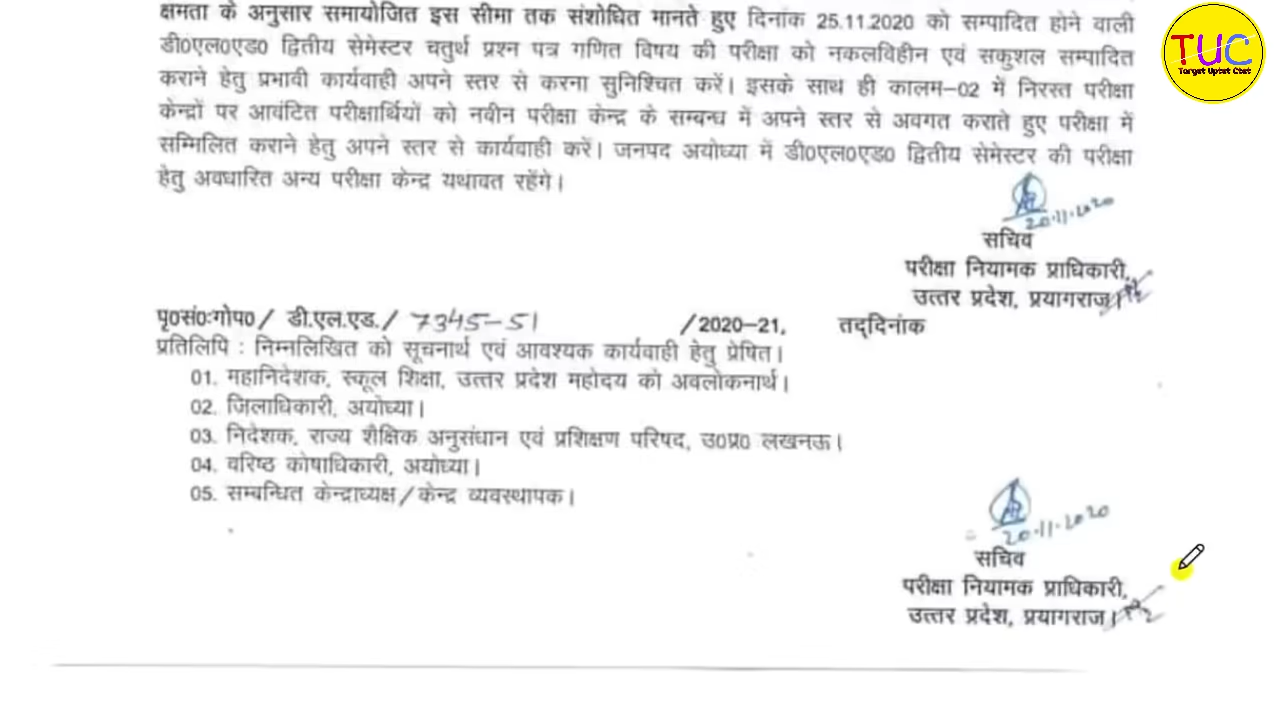 क्षमता के अनुसार समायोजित इस सीमा तक संशोधित मानते हुए दिनांक 25.11.2020 को सम्पादित होने वाली
डी0एल0एड0 द्वितीय सेमेस्टर चतुर्थ प्रश्न पत्र गणित विषय की परीक्षा को नकलविहीन एवं सकुशल सम्पादित
कराने हेतु प्रभावी कार्यवाही अपने स्तर से करना सुनिश्चित करें। इसके साथ ही कालम-02 में निरस्त परीक्षा
केन्द्रों पर आवंटित परीक्षार्थियों को नवीन परीक्षा केन्द्र के सम्बन्ध में अपने स्तर से अवगत कराते हुए परीक्षा में
सम्मिलित कराने हेतु अपने स्तर से कार्यवाही करें। जनपद अयोध्या में डी0एल0एड0 द्वितीय सेमेस्टर की परीक्षा
हेतु अवधारित अन्य परीक्षा केन्द्र यथावत रहेंगे।
TUC
Target Uptet Ctet
20.11.2020
सचिव
परीक्षा नियामक प्राधिकारी,
उत्तर प्रदेश, प्रयागराज।
पृ0सं0:गोप0/ डी.एल.एड./ 7345-51 /2020-21, तद्दिनांक
प्रतिलिपि : निम्नलिखित को सूचनार्थ एवं आवश्यक कार्यवाही हेतु प्रेषित।
01. महानिदेशक, स्कूल शिक्षा, उत्तर प्रदेश महोदय को अवलोकनार्थ।
02. जिलाधिकारी, अयोध्या।
03. निदेशक, राज्य शैक्षिक अनुसंधान एवं प्रशिक्षण परिषद, उ0प्र0 लखनऊ।
04. वरिष्ठ कोषाधिकारी, अयोध्या।
05. सम्बन्धित केन्द्राध्यक्ष/केन्द्र व्यवस्थापक।
20.11.2020
सचिव
परीक्षा नियामक प्राधिकारी,
उत्तर प्रदेश, प्रयागराज।